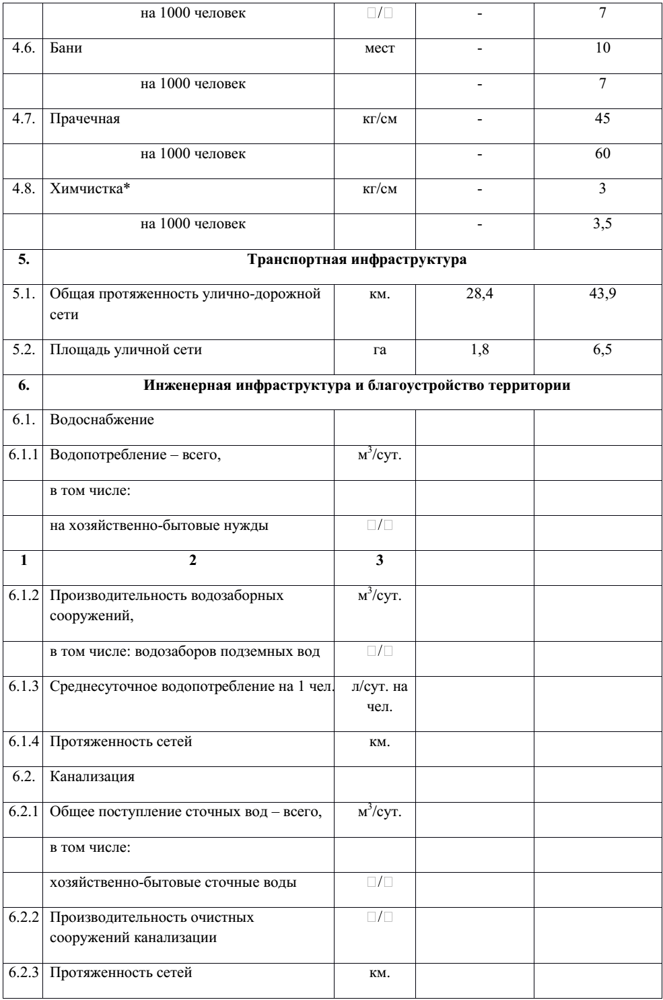 на 1000 человек □/□ - 7
4.6. Бани мест - 10
на 1000 человек - 7
4.7. Прачечная кг/см - 45
на 1000 человек - 60
4.8. Химчистка* кг/см - 3
на 1000 человек - 3,5
5. Транспортная инфраструктура
5.1. Общая протяженность улично-дорожной км. 28,4 43,9
сети
5.2. Площадь уличной сети га 1,8 6,5
6. Инженерная инфраструктура и благоустройство территории
6.1. Водоснабжение
6.1.1 Водопотребление – всего, м³/сут.
в том числе:
на хозяйственно-бытовые нужды □/□
1 2 3
6.1.2 Производительность водозаборных м³/сут.
сооружений,
в том числе: водозаборов подземных вод □/□
6.1.3 Среднесуточное водопотребление на 1 чел. л/сут. на
чел.
6.1.4 Протяженность сетей км.
6.2. Канализация
6.2.1 Общее поступление сточных вод – всего, м³/сут.
в том числе:
хозяйственно-бытовые сточные воды □/□
6.2.2 Производительность очистных □/□
сооружений канализации
6.2.3 Протяженность сетей км.